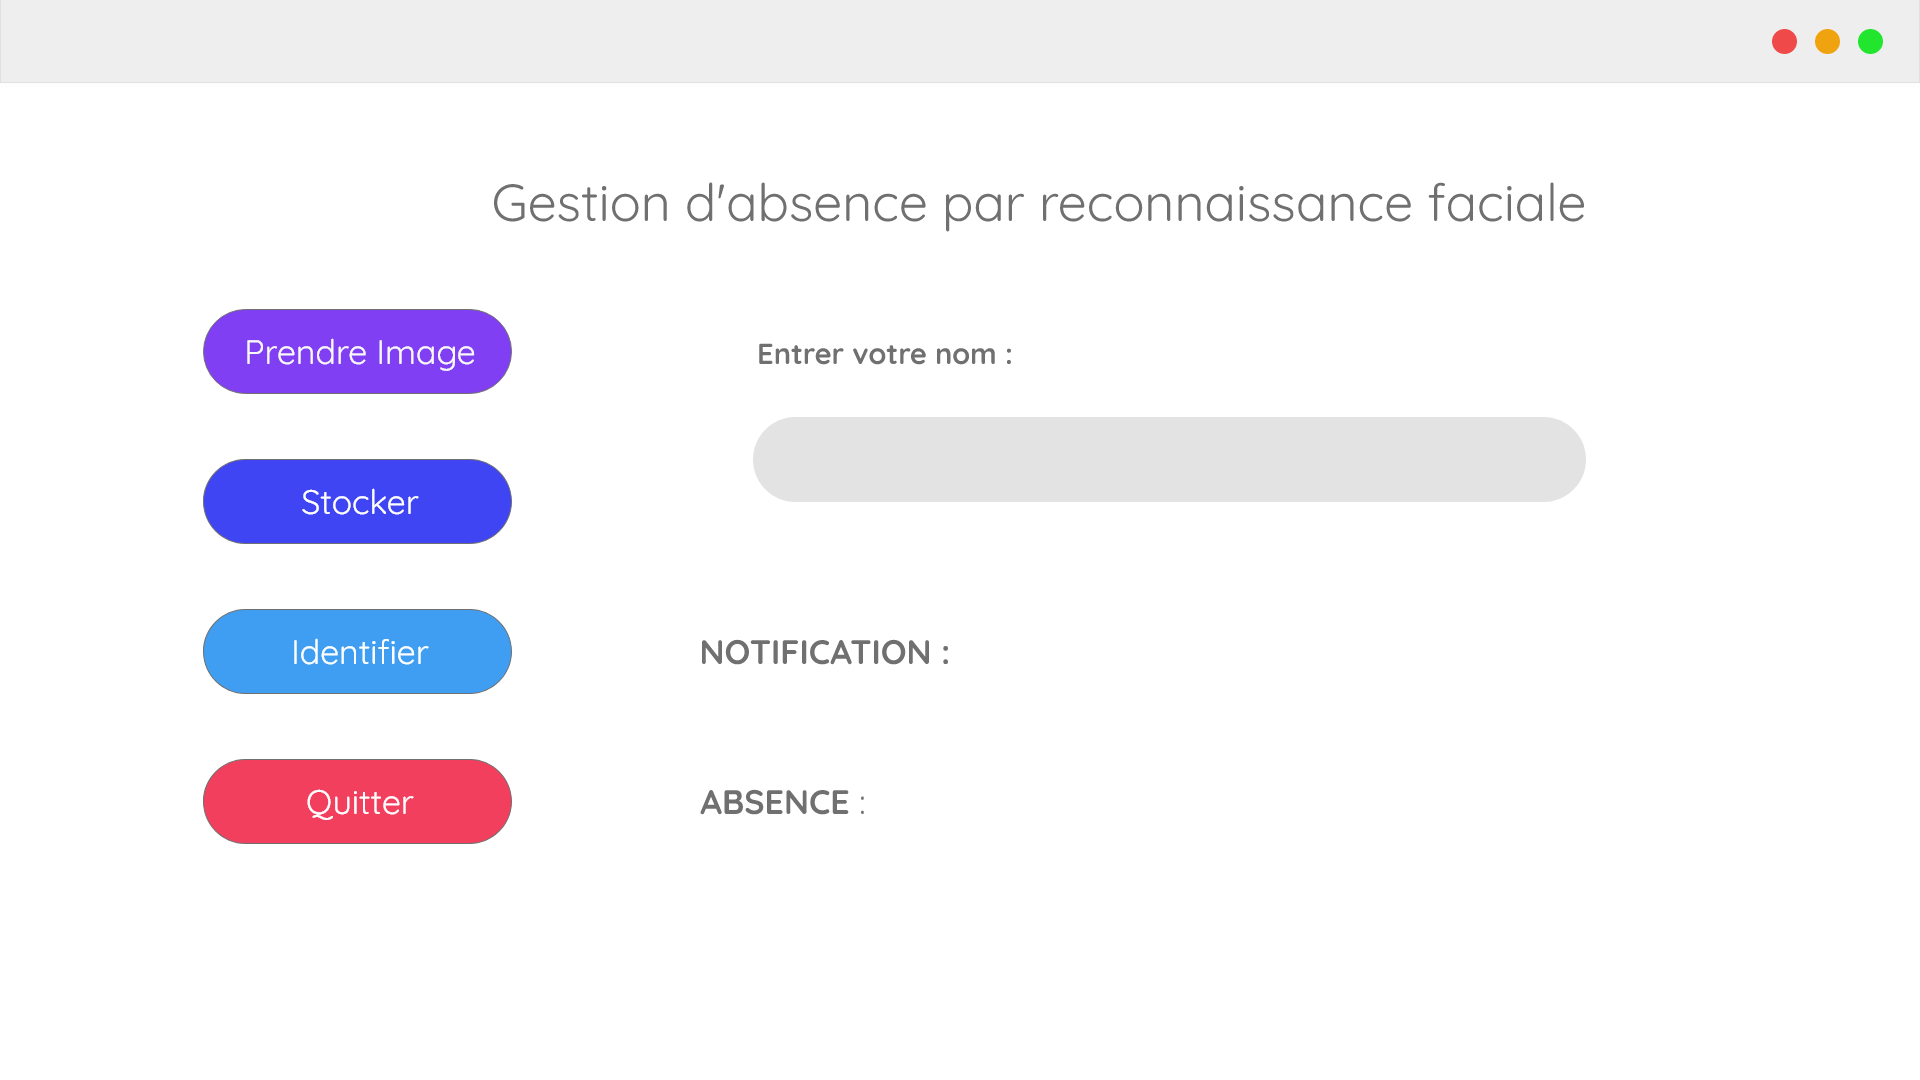 Gestion d'absence par reconnaissance faciale
Prendre Image
Entrer votre nom :
Stocker
Identifier
NOTIFICATION :
Quitter
ABSENCE :